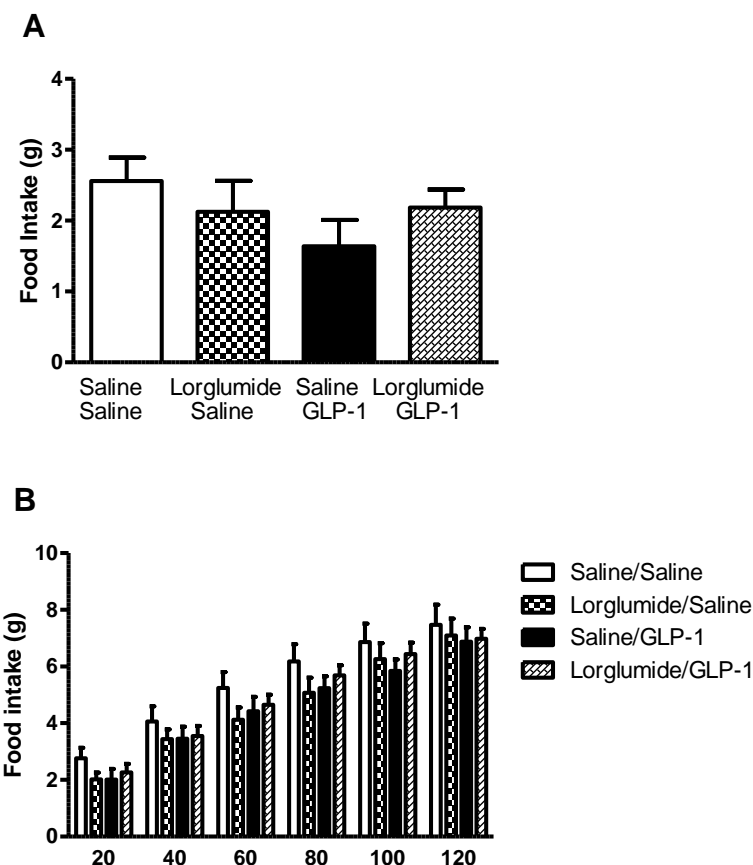 A
4
3
2
1
0
Food Intake (g)
Saline Lorglumide Saline Lorglumide
Saline Saline GLP-1 GLP-1
B
10
8
6
4
2
0
Food intake (g)
20 40 60 80 100 120
Saline/Saline
Lorglumide/Saline
Saline/GLP-1
Lorglumide/GLP-1